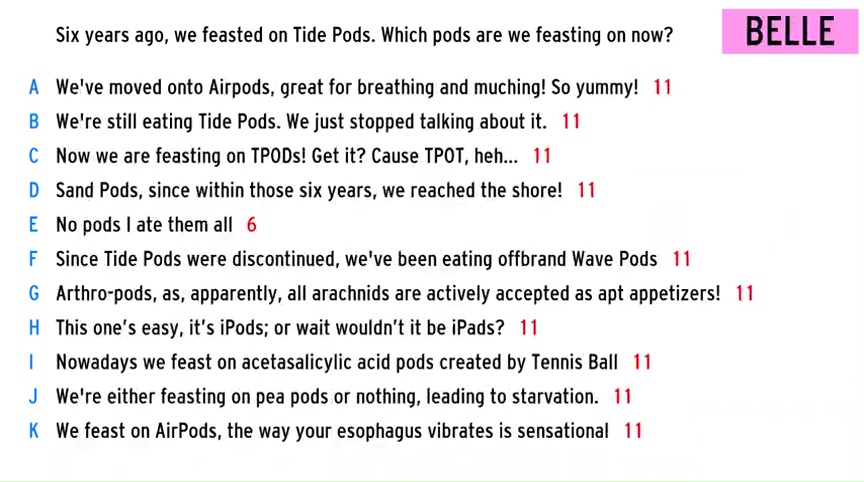 Six years ago, we feasted on Tide Pods. Which pods are we feasting on now?
BELLE
A We've moved onto Airpods, great for breathing and muching! So yummy! 11
B We're still eating Tide Pods. We just stopped talking about it. 11
C Now we are feasting on TPODs! Get it? Cause TPOT, heh... 11
D Sand Pods, since within those six years, we reached the shore! 11
E No pods I ate them all 6
F Since Tide Pods were discontinued, we've been eating offbrand Wave Pods 11
G Arthro-pods, as, apparently, all arachnids are actively accepted as apt appetizers! 11
H This one's easy, it's iPods; or wait wouldn't it be iPads? 11
I Nowadays we feast on acetasalicylic acid pods created by Tennis Ball 11
J We're either feasting on pea pods or nothing, leading to starvation. 11
K We feast on AirPods, the way your esophagus vibrates is sensational 11